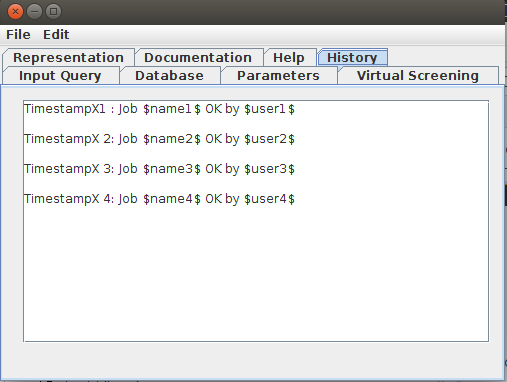 File Edit
Representation Documentation Help History
Input Query Database Parameters Virtual Screening
TimestampX1 : Job $name1$ OK by $user1$
TimestampX 2: Job $name2$ OK by $user2$
TimestampX 3: Job $name3$ OK by $user3$
TimestampX 4: Job $name4$ OK by $user4$